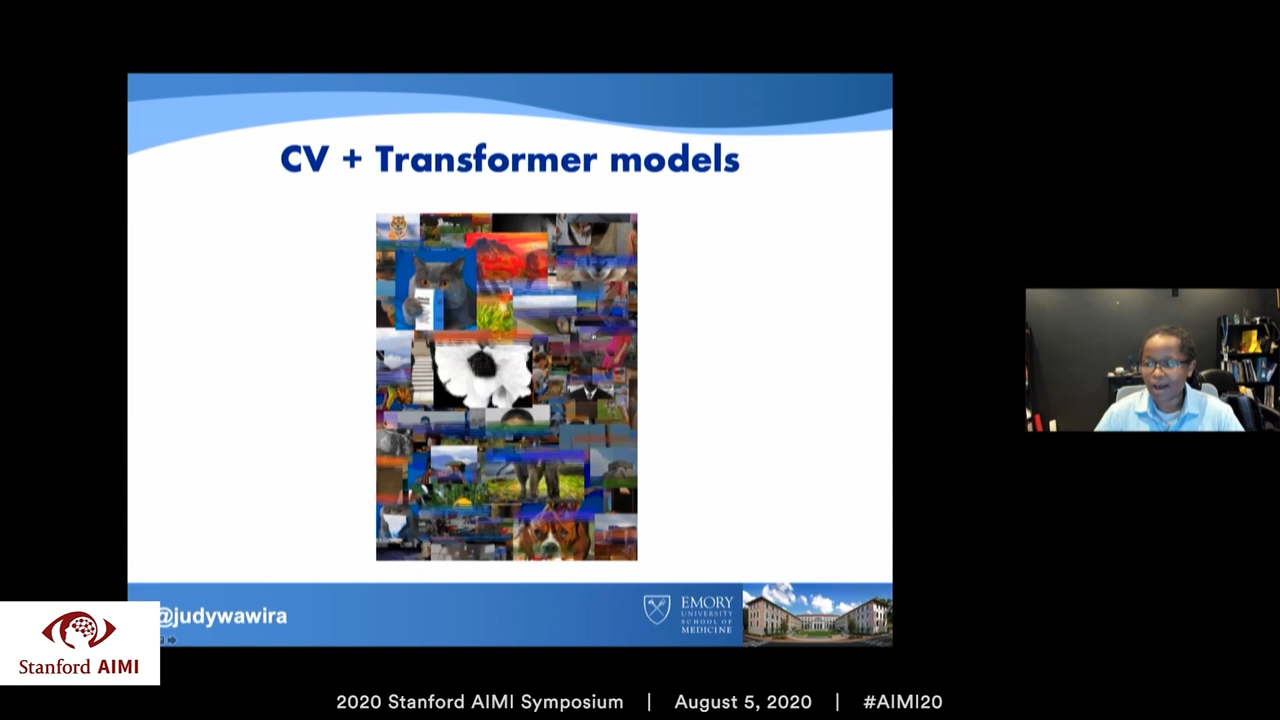 CV + Transformer models
@judywawira
EMORY
UNIVERSITY
SCHOOL OF
MEDICINE
Stanford AIMI
2020 Stanford AIMI Symposium | August 5, 2020 | #AIMI20